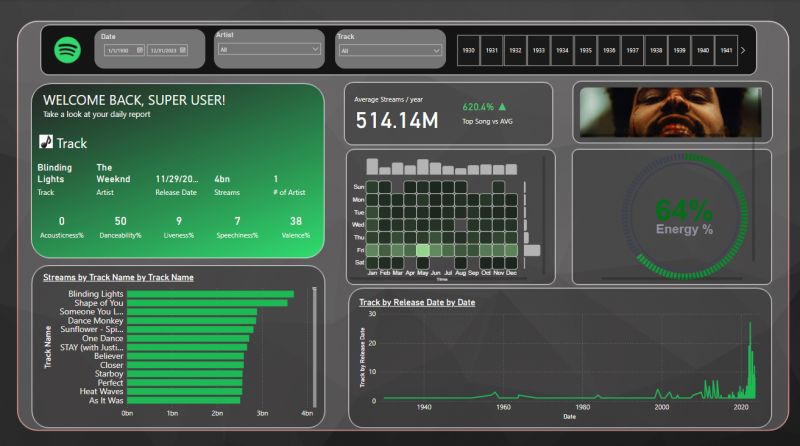 Date
1/1/1930
12/31/2023
Artist
All
Track
All
1930 1931 1932 1933 1934 1935 1936 1937 1938 1939 1940 1941
WELCOME BACK, SUPER USER!
Take a look at your daily report
Track
Blinding Lights
Track
The Weeknd
Artist
11/29/20...
Release Date
4bn
Streams
1
# of Artist
0
Acousticness%
50
Danceability%
9
Liveness%
7
Speechiness%
38
Valence%
Average Streams / year
514.14M
620.4% ▲
Top Song vs AVG
Sun
Mon
Tue
Wed
Thu
Fri
Sat
Jan Feb Mar Apr May Jun Jul Aug Sep Oct Nov Dec
64%
Energy %
Streams by Track Name by Track Name
Track Name
Blinding Lights
Shape of You
Someone You L...
Dance Monkey
Sunflower - Spi...
One Dance
STAY (with Justi...
Believer
Closer
Starboy
Perfect
Heat Waves
As It Was
0bn 1bn 2bn 3bn 4bn
Track by Release Date by Date
Track by Release Date
30
20
10
0
1940 1960 1980 2000 2020
Date